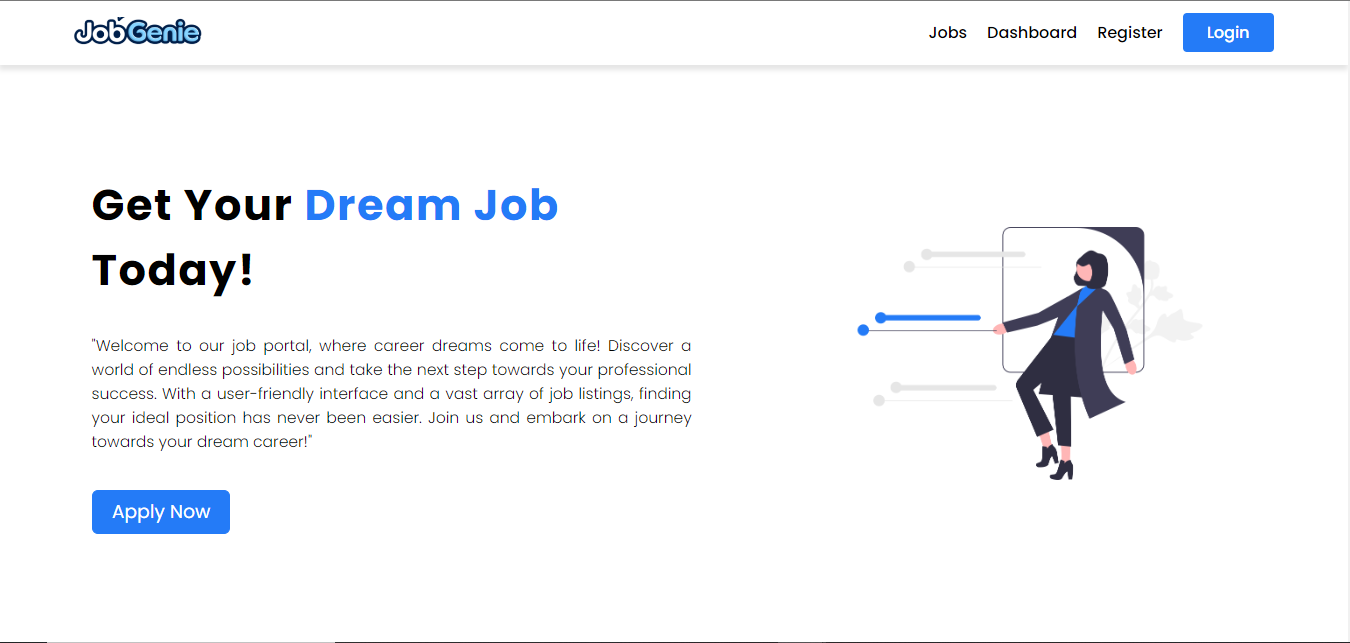 JobGenie
Jobs Dashboard Register Login
Get Your Dream Job
Today!
"Welcome to our job portal, where career dreams come to life! Discover a
world of endless possibilities and take the next step towards your professional
success. With a user-friendly interface and a vast array of job listings, finding
your ideal position has never been easier. Join us and embark on a journey
towards your dream career!"
Apply Now